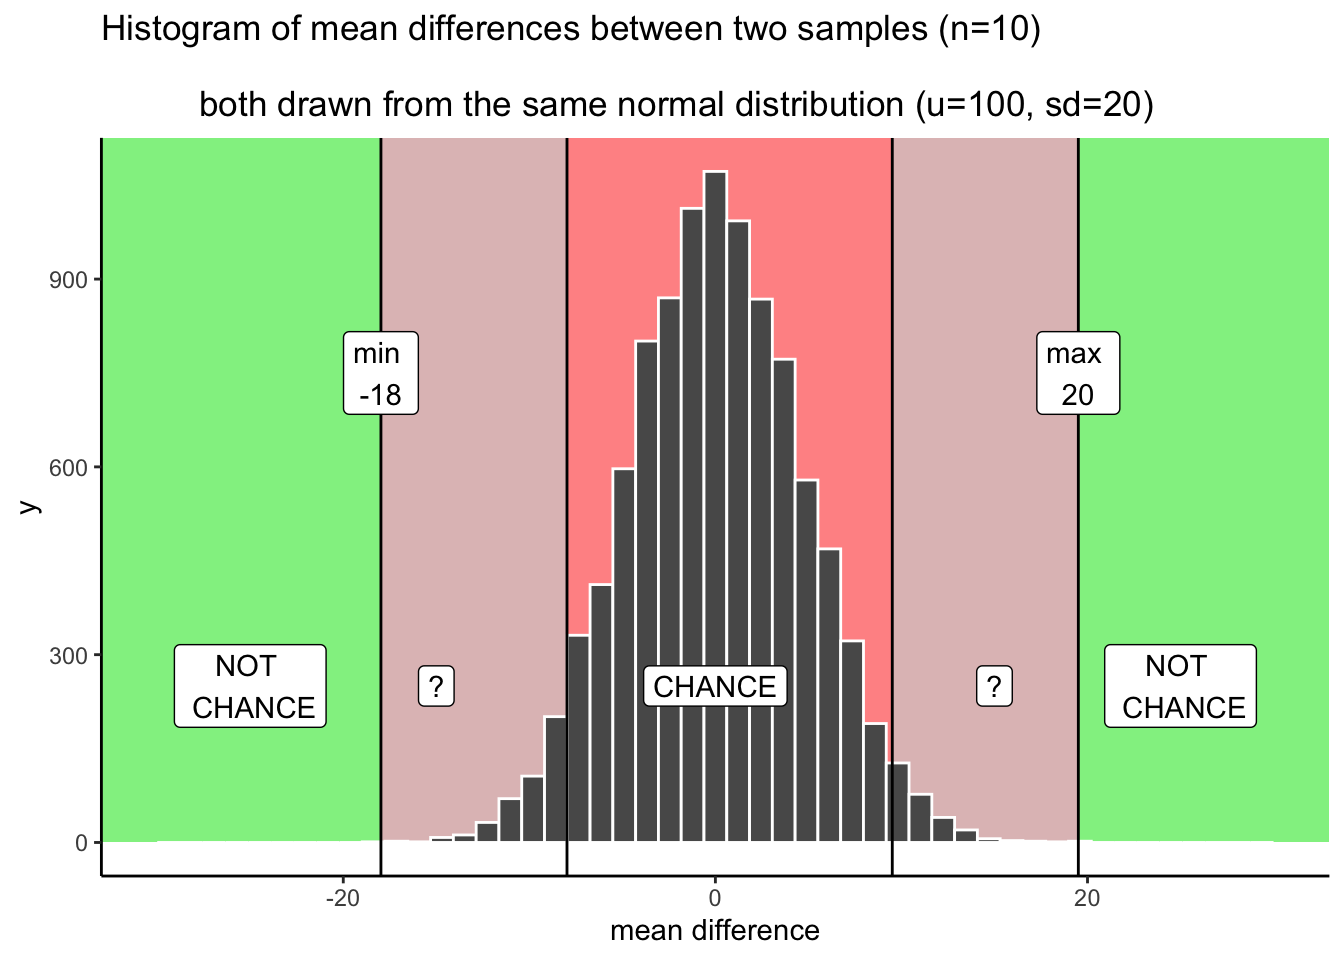 Histogram of mean differences between two samples (n=10)
both drawn from the same normal distribution (u=100, sd=20)
900
600
300
0
y
min
-18
max
20
NOT
CHANCE
?
CHANCE
?
NOT
CHANCE
-20
0
20
mean difference